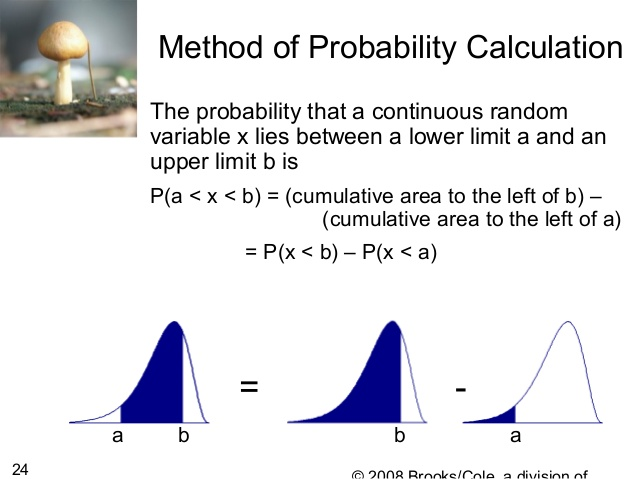 Method of Probability Calculation
The probability that a continuous random
variable x lies between a lower limit a and an
upper limit b is
P(a < x < b) = (cumulative area to the left of b) –
(cumulative area to the left of a)
= P(x < b) – P(x < a)
= -
a b b a
24
© 2008 Brooks/Cole, a division of